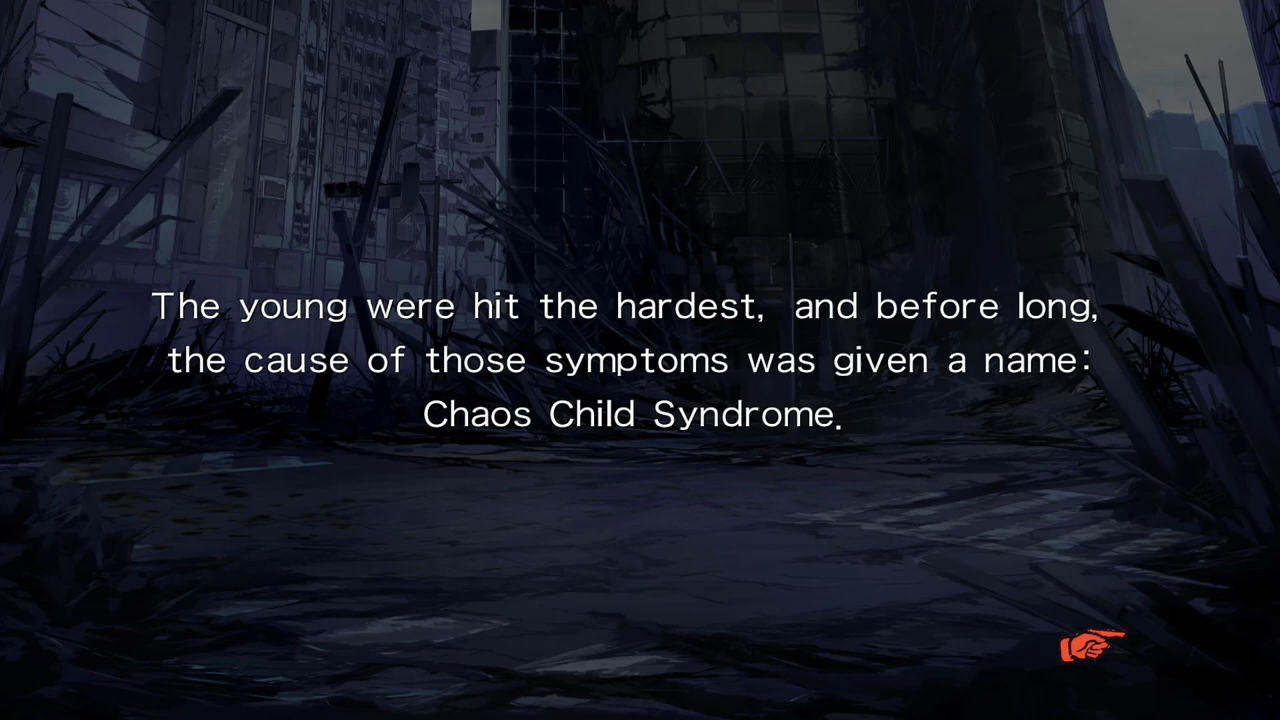 The young were hit the hardest, and before long,
the cause of those symptoms was given a name:
Chaos Child Syndrome.